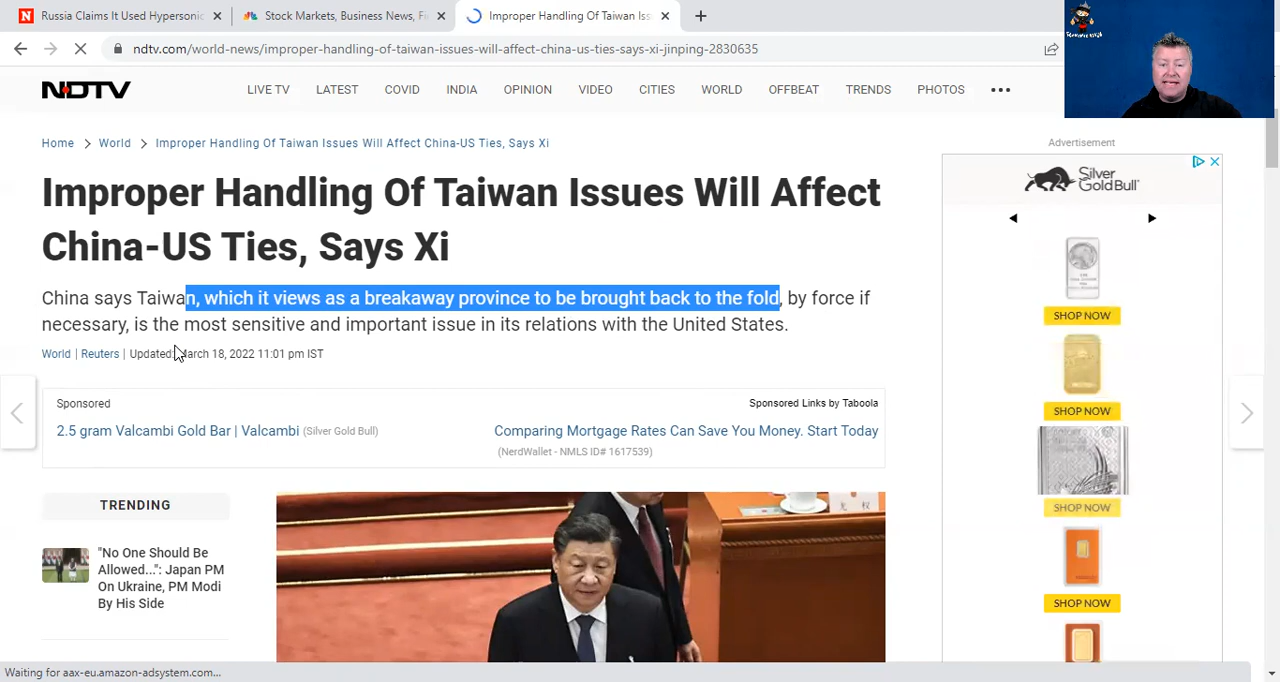 Russia Claims It Used Hypersonic
Stock Markets, Business News, Fi
Improper Handling Of Taiwan Iss
ndtv.com/world-news/improper-handling-of-taiwan-issues-will-affect-china-us-ties-says-xi-jinping-2830635
NDTV
LIVE TV LATEST COVID INDIA OPINION VIDEO CITIES WORLD OFFBEAT TRENDS PHOTOS •••
Home > World > Improper Handling Of Taiwan Issues Will Affect China-US Ties, Says Xi
Improper Handling Of Taiwan Issues Will Affect
China-US Ties, Says Xi
China says Taiwan, which it views as a breakaway province to be brought back to the fold, by force if
necessary, is the most sensitive and important issue in its relations with the United States.
World | Reuters | Updated: March 18, 2022 11:01 pm IST
Sponsored
Sponsored Links by Taboola
2.5 gram Valcambi Gold Bar | Valcambi (Silver Gold Bull)
Comparing Mortgage Rates Can Save You Money. Start Today
(NerdWallet - NMLS ID# 1617539)
TRENDING
"No One Should Be
Allowed...": Japan PM
On Ukraine, PM Modi
By His Side
Advertisement
Silver
Gold Bull
SHOP NOW
SHOP NOW
SHOP NOW
SHOP NOW
Waiting for aax-eu.amazon-adsystem.com...